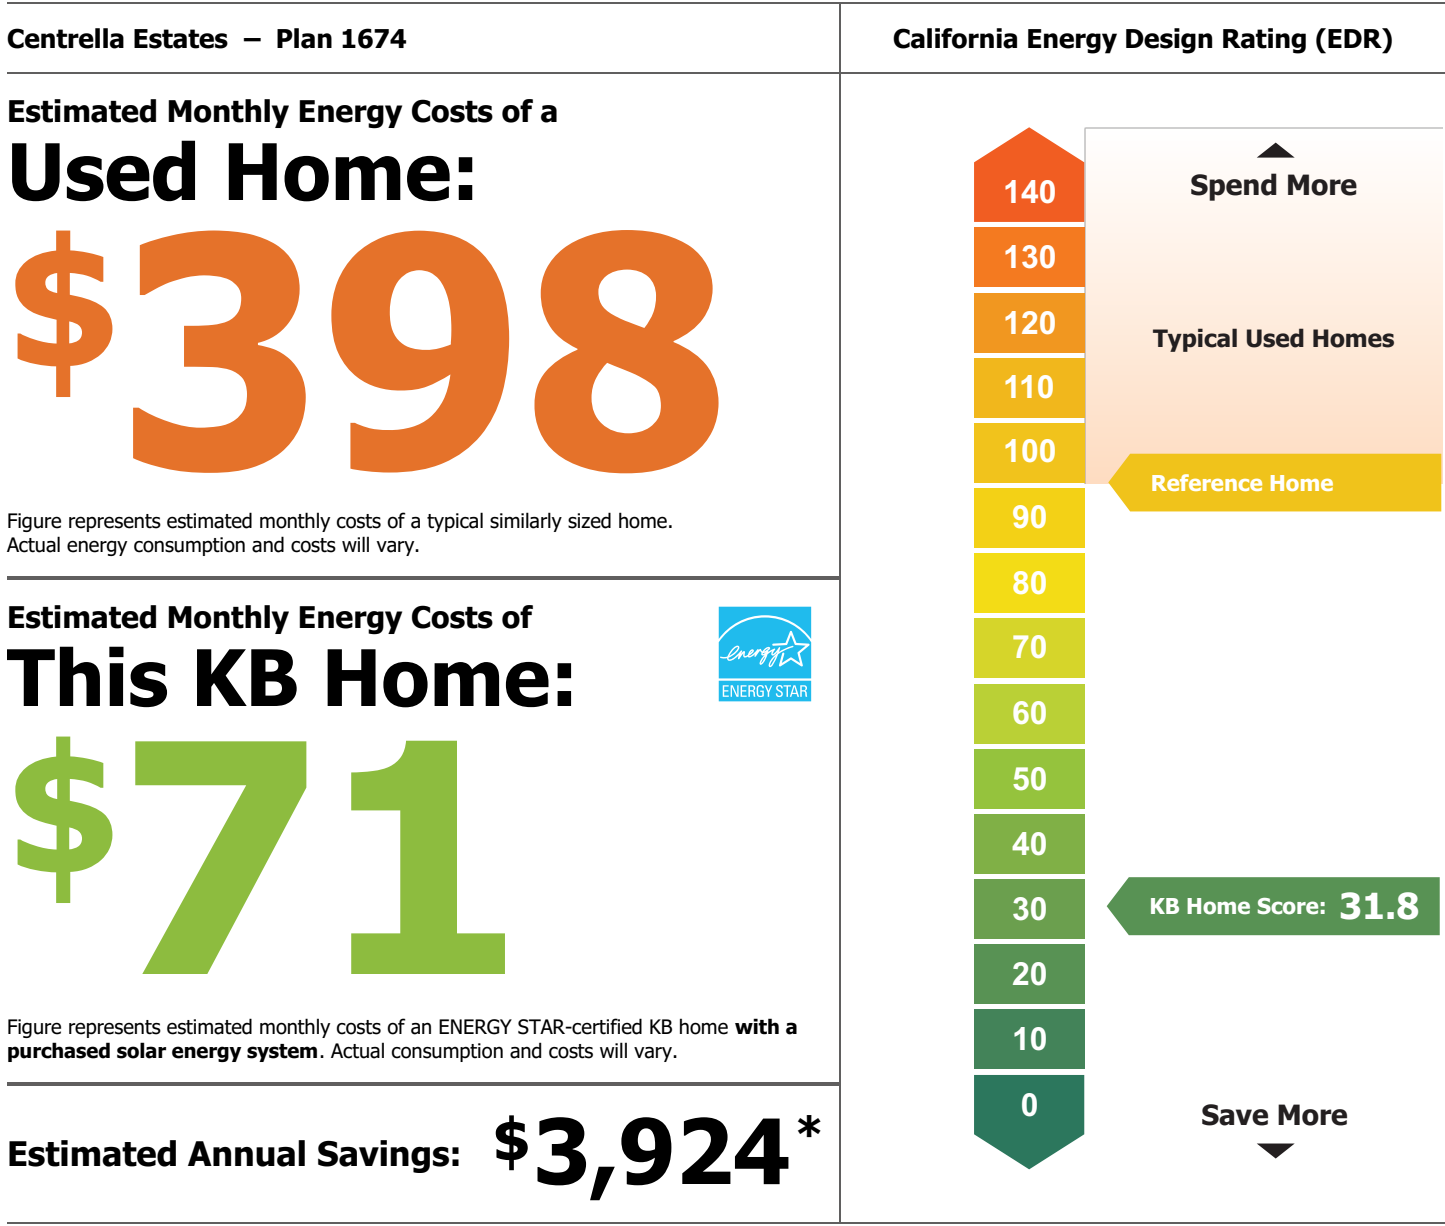 Centrella Estates – Plan 1674
California Energy Design Rating (EDR)
Estimated Monthly Energy Costs of a
Used Home:
$398
Figure represents estimated monthly costs of a typical similarly sized home.
Actual energy consumption and costs will vary.
Estimated Monthly Energy Costs of
This KB Home:
energy
ENERGY STAR
$71
Figure represents estimated monthly costs of an ENERGY STAR-certified KB home with a
purchased solar energy system. Actual consumption and costs will vary.
Estimated Annual Savings: $3,924*
Spend More
140
130
120
Typical Used Homes
110
100
Reference Home
90
80
70
60
50
40
30
KB Home Score: 31.8
20
10
0
Save More